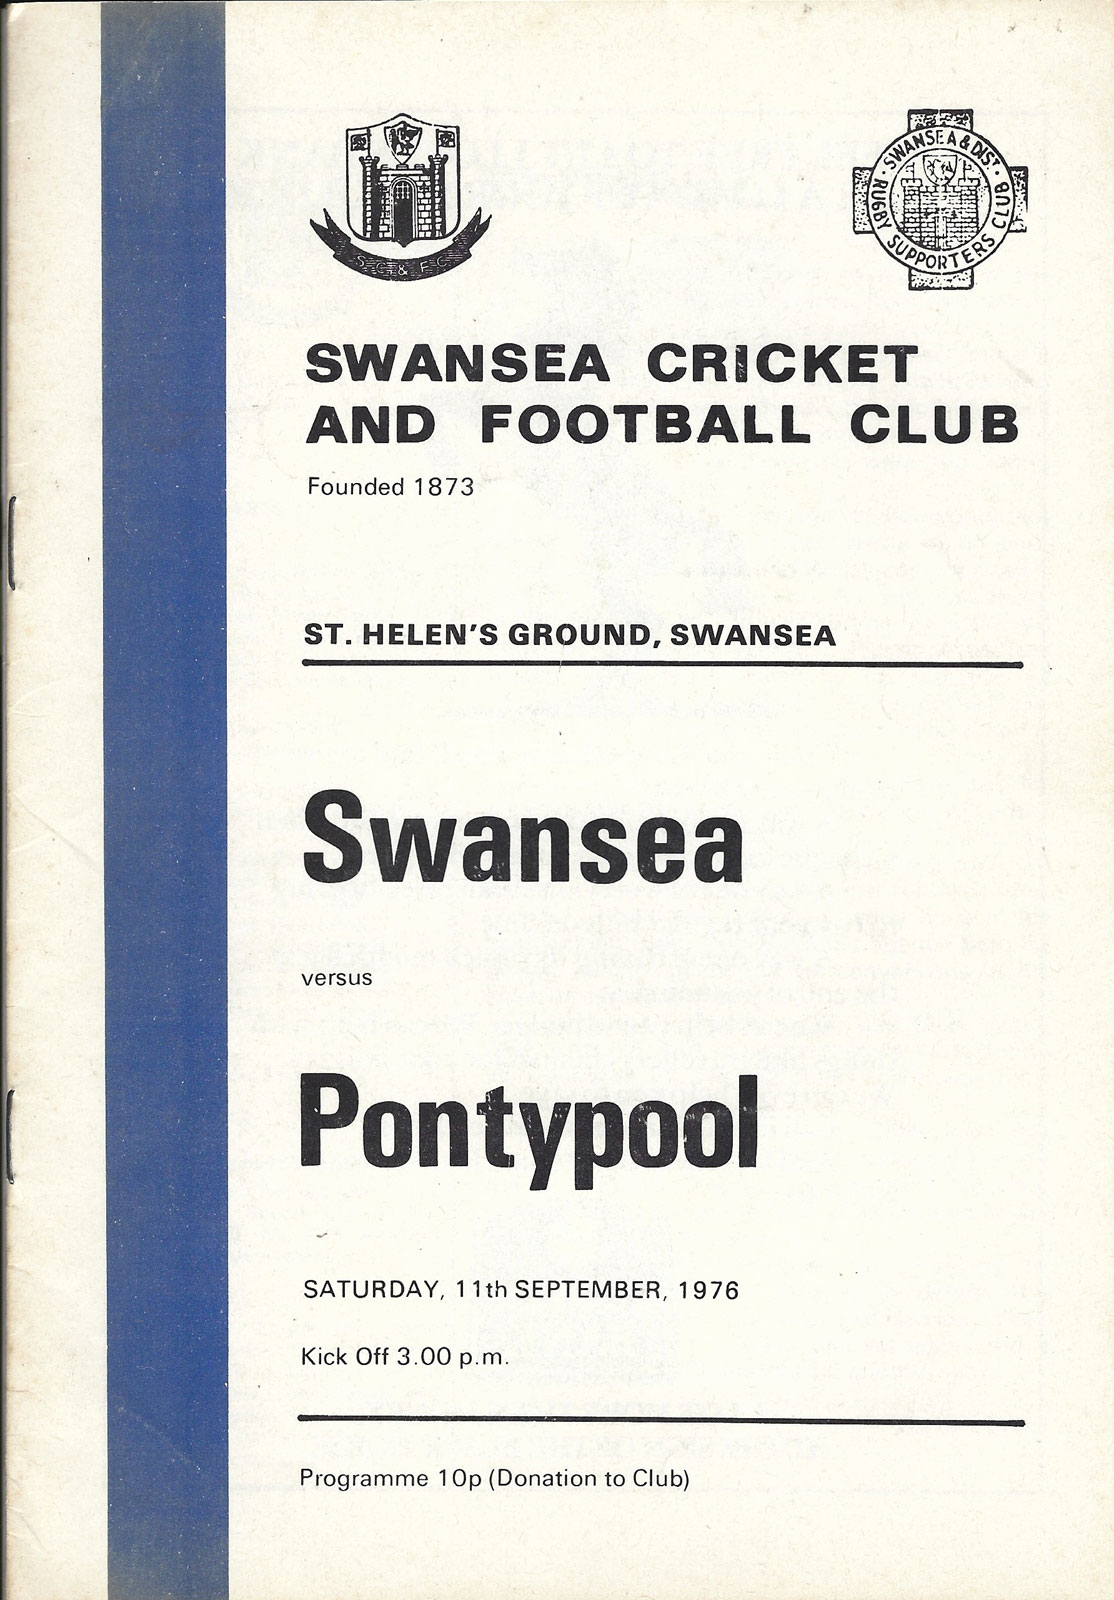 S.C. & F.C.
SWANSEA & DIST.
RUGBY SUPPORTERS CLUB
SWANSEA CRICKET
AND FOOTBALL CLUB
Founded 1873
ST. HELEN'S GROUND, SWANSEA
Swansea
versus
Pontypool
SATURDAY, 11th SEPTEMBER, 1976
Kick Off 3.00 p.m.
Programme 10p (Donation to Club)